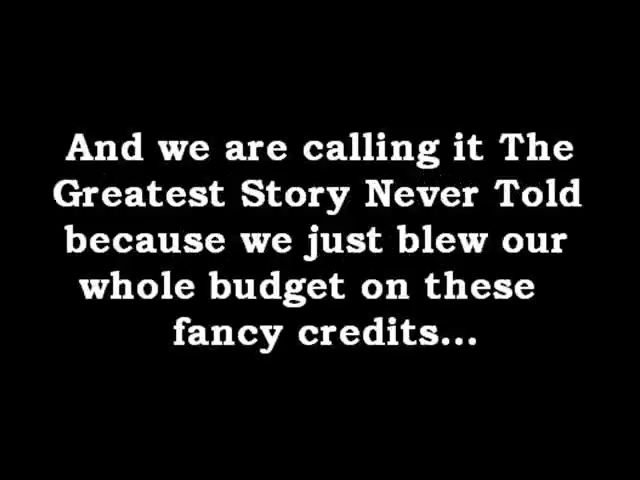 And we are calling it The
Greatest Story Never Told
because we just blew our
whole budget on these
fancy credits...